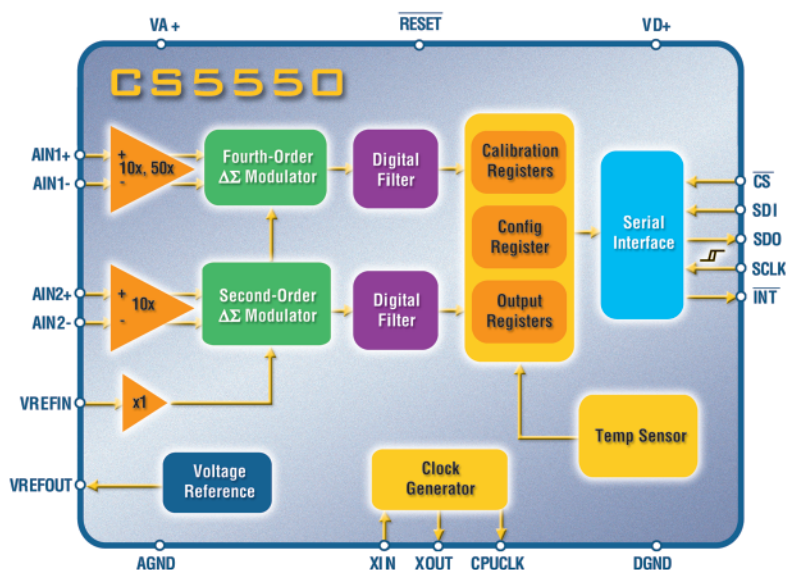 VA+
RESET
VD+
CS5550
AIN1+
AIN1-
+
-
10x, 50x
Fourth-Order
ΔΣ Modulator
Digital
Filter
Calibration
Registers
Config
Register
Output
Registers
Serial
Interface
CS
SDI
SDO
SCLK
INT
AIN2+
AIN2-
+
-
10x
Second-Order
ΔΣ Modulator
Digital
Filter
VREFIN
x1
Temp Sensor
VREFOUT
Voltage
Reference
Clock
Generator
AGND
XIN
XOUT
CPUCLK
DGND